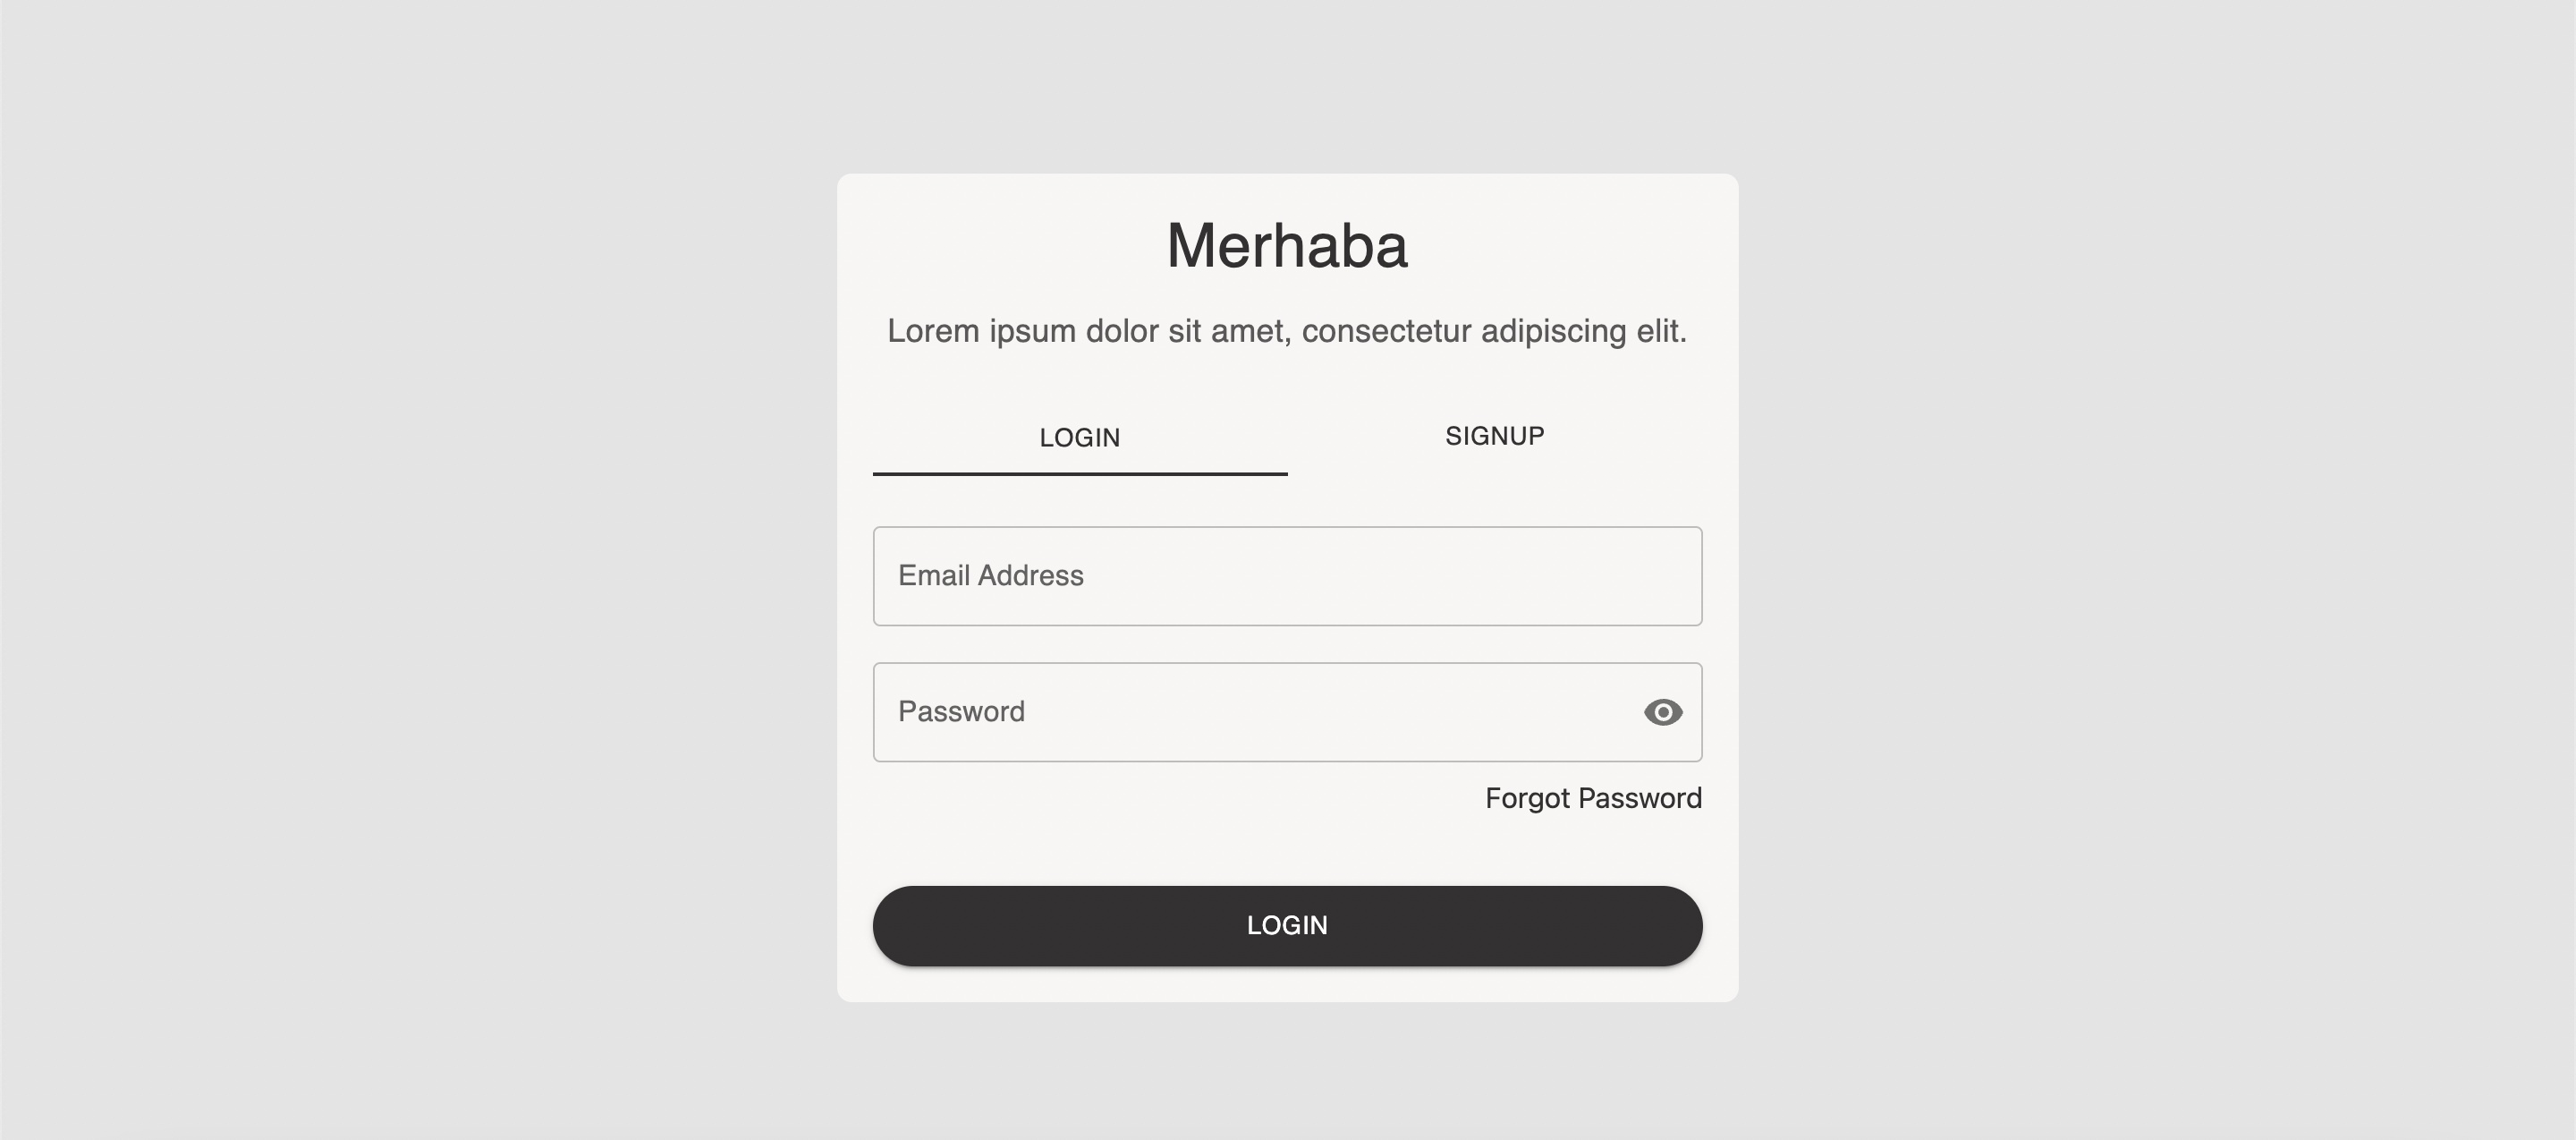 Merhaba
Lorem ipsum dolor sit amet, consectetur adipiscing elit.
LOGIN SIGNUP
Email Address
Password
Forgot Password
LOGIN